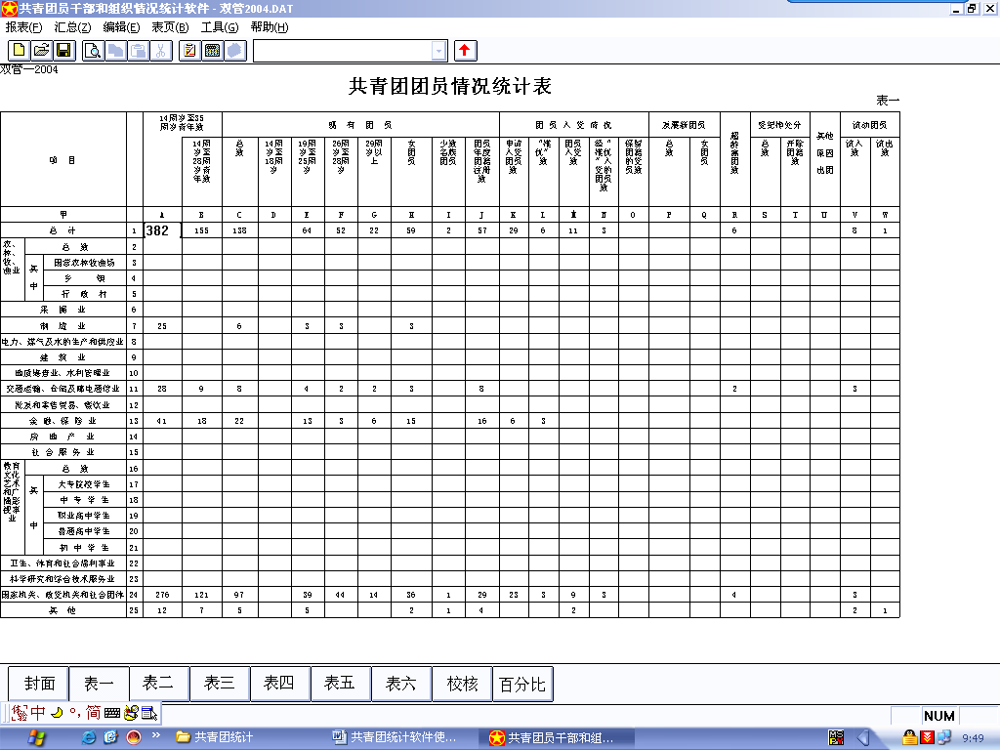 共青团员干部和组织情况统计软件 - 双管2004.DAT
报表(F) 汇总(Z) 编辑(E) 表页(B) 工具(G) 帮助(H)
双管一2004
共青团团员情况统计表
表一
项 目
14周岁至35周岁青年数
14周岁至28周岁青年数
现 有 团 员
总数
14周岁至18周岁
19周岁至25周岁
26周岁至28周岁
29周岁以上
女团员
少数名族团员
团员年度团籍注册数
团 员 入 党 情 况
申请入党团员数
"推优"数
团员入党数
经"推优"入党的团员数
保留团籍的党员数
发展新团员
总数
女团员
超龄离团数
受纪律处分
总数
开除团籍数
其他原因出团
流动团员
流入数
流出数
甲 A B C D E F G H I J K L M N O P Q R S T U V W
总 计 1 382 155 138 64 52 22 59 2 57 29 6 11 3 6 8 1
农、林、牧、渔业
总 数 2
其中
国营农林牧渔场 3
乡 镇 4
行 政 村 5
采 掘 业 6
制 造 业 7 25 6 3 3 3
电力、煤气及水的生产和供应业 8
建 筑 业 9
地质勘查业、水利管理业 10
交通运输、仓储及邮电通信业 11 28 9 8 4 2 2 3 8 2 3
批发和零售贸易、餐饮业 12
金 融、保 险 业 13 41 18 22 13 3 6 15 16 6 3
房 地 产 业 14
社 会 服 务 业 15
教育文化艺术和广播影视事业
总 数 16
其中
大专院校学生 17
中 专 学 生 18
职业高中学生 19
普通高中学生 20
初 中 学 生 21
卫生、体育和社会福利事业 22
科学研究和综合技术服务业 23
国家机关、政党机关和社会团体 24 276 121 97 39 44 14 36 1 29 23 3 9 3 4 3
其 他 25 12 7 5 5 2 1 4 2 2 1
封面 表一 表二 表三 表四 表五 表六 校核 百分比
中 简
NUM
共青团统计 共青团统计软件使... 共青团员干部和组... 9:49